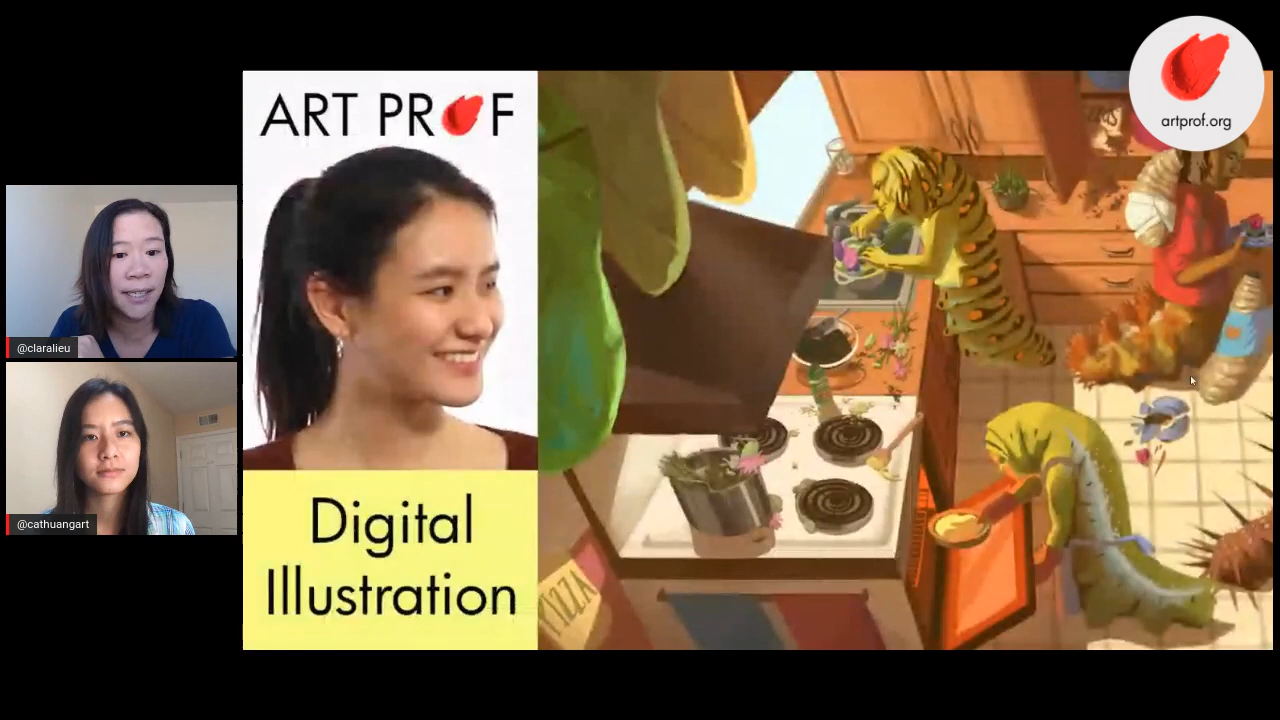 ART PROF
artprof.org
@claralieu
@cathuangart
Digital
Illustration
PIZZA